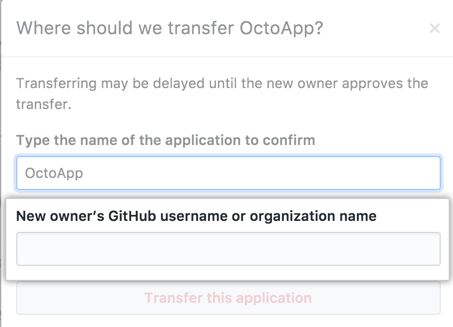 Where should we transfer OctoApp?
×
Transferring may be delayed until the new owner approves the
transfer.
Type the name of the application to confirm
OctoApp
New owner’s GitHub username or organization name
Transfer this application